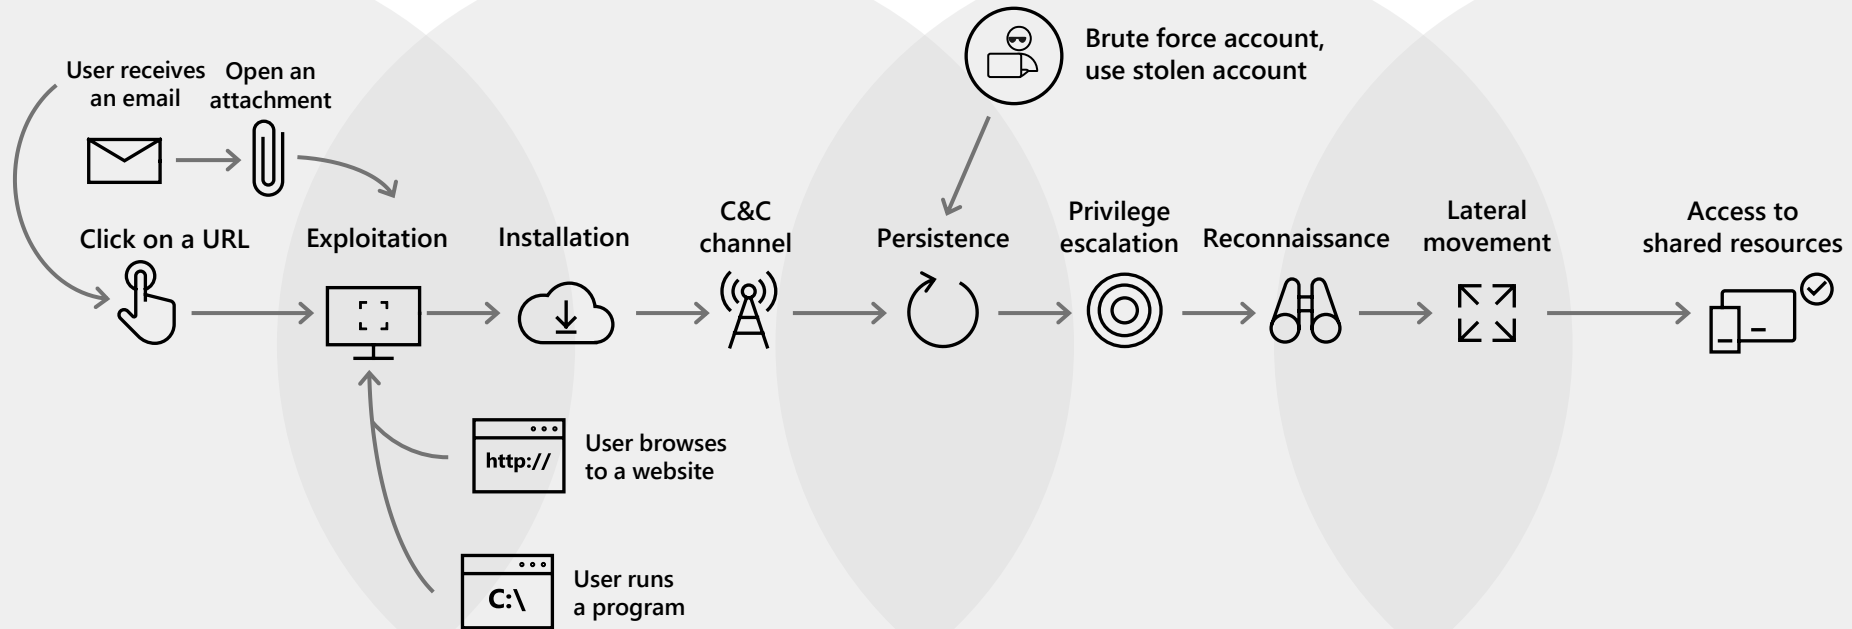 Brute force account,
use stolen account
User receives
an email
Open an
attachment
Click on a URL
Exploitation
Installation
C&C
channel
Persistence
Privilege
escalation
Reconnaissance
Lateral
movement
Access to
shared resources
http://
User browses
to a website
C:\
User runs
a program